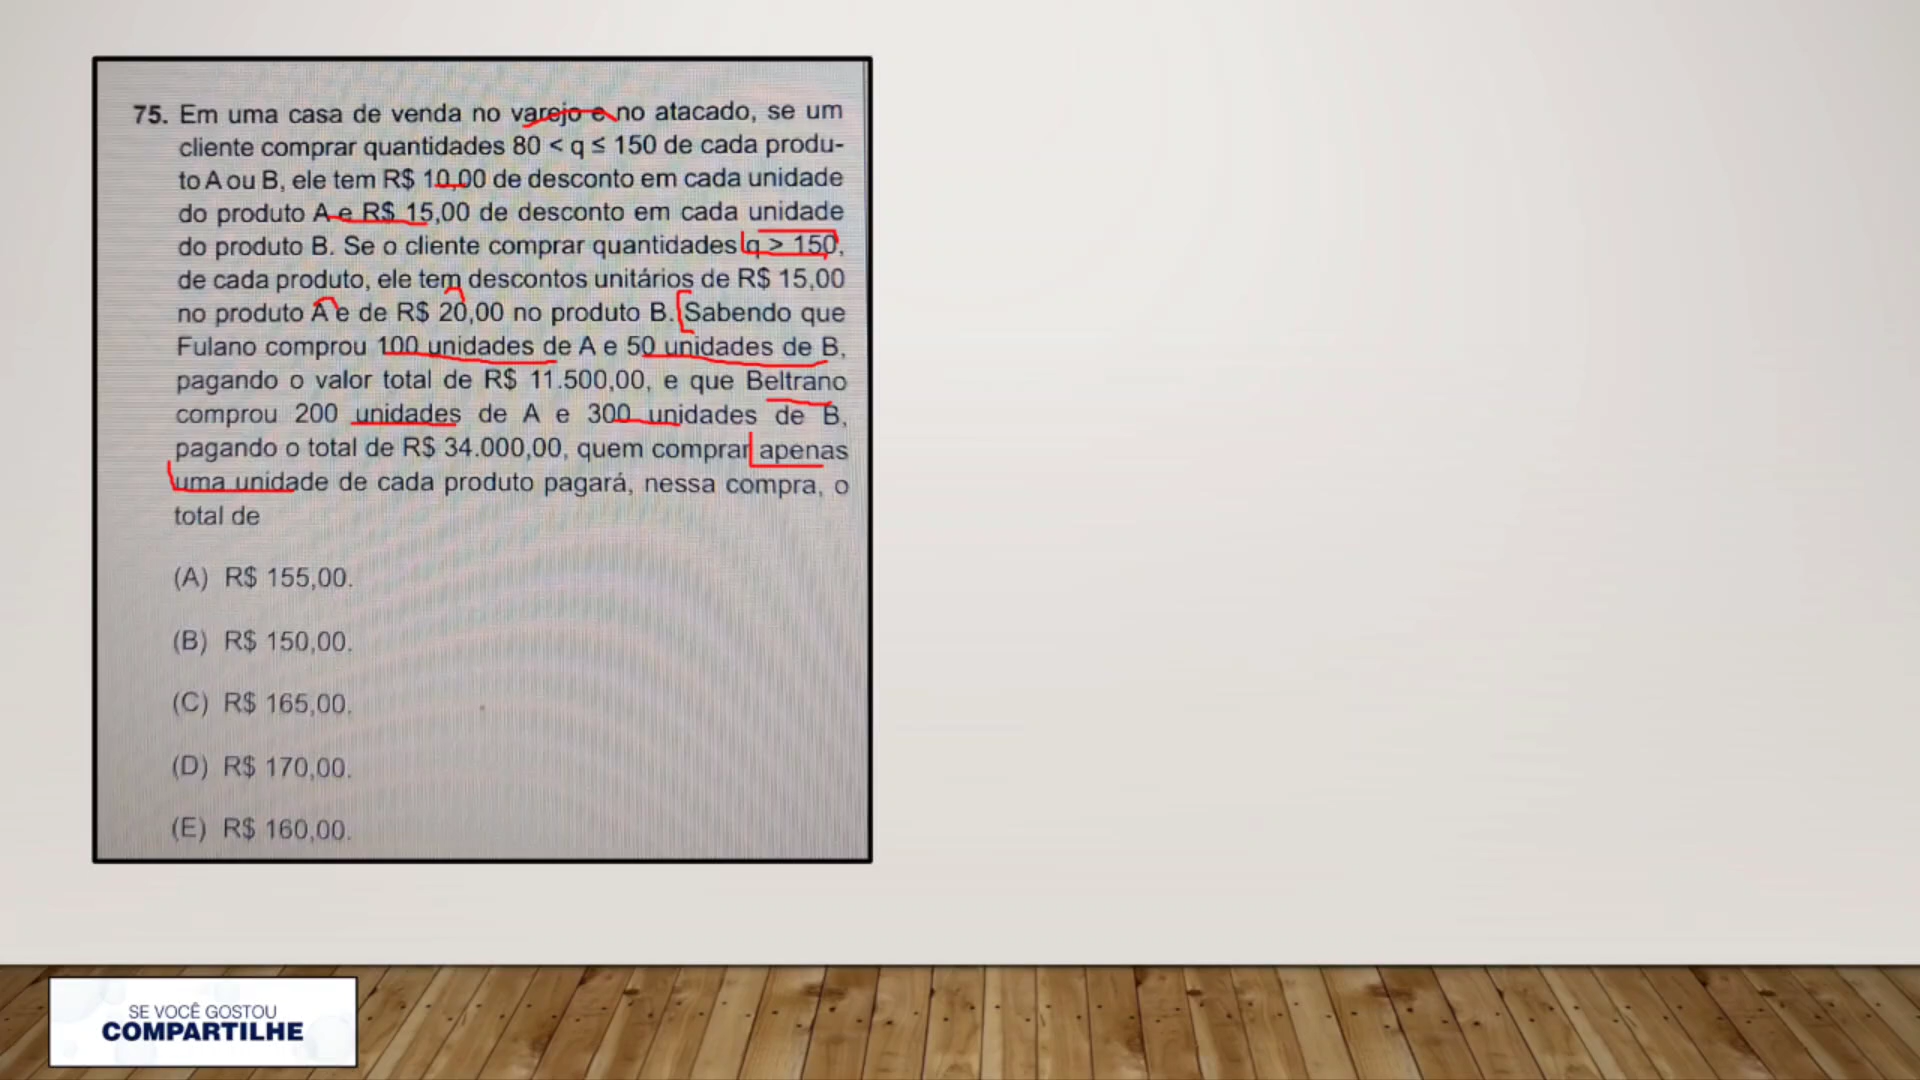 75. Em uma casa de venda no varejo e no atacado, se um
cliente comprar quantidades 80 < q ≤ 150 de cada produ-
to A ou B, ele tem R$ 10,00 de desconto em cada unidade
do produto A e R$ 15,00 de desconto em cada unidade
do produto B. Se o cliente comprar quantidades q > 150,
de cada produto, ele tem descontos unitários de R$ 15,00
no produto A e de R$ 20,00 no produto B. Sabendo que
Fulano comprou 100 unidades de A e 50 unidades de B,
pagando o valor total de R$ 11.500,00, e que Beltrano
comprou 200 unidades de A e 300 unidades de B,
pagando o total de R$ 34.000,00, quem comprar apenas
uma unidade de cada produto pagará, nessa compra, o
total de
(A) R$ 155,00.
(B) R$ 150,00.
(C) R$ 165,00.
(D) R$ 170,00.
(E) R$ 160,00.
SE VOCÊ GOSTOU
COMPARTILHE